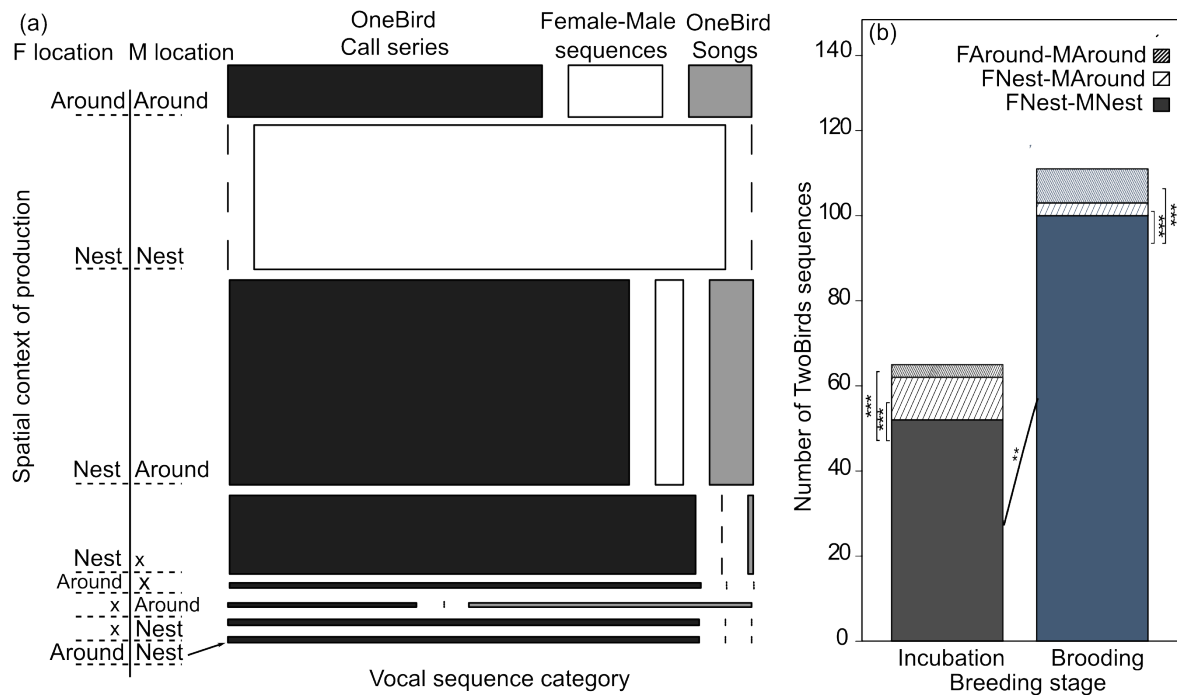 (a)
OneBird
Call series
Female-Male
sequences
OneBird
Songs
F location M location
Around Around
Nest Nest
Nest Around
Nest x
Around X
x Around
x Nest
Around Nest
Spatial context of production
Vocal sequence category
(b)
FAround-MAround
FNest-MAround
FNest-MNest
140
120
100
80
60
40
20
0
Number of TwoBirds sequences
***
***
**
***
***
Incubation Brooding
Breeding stage